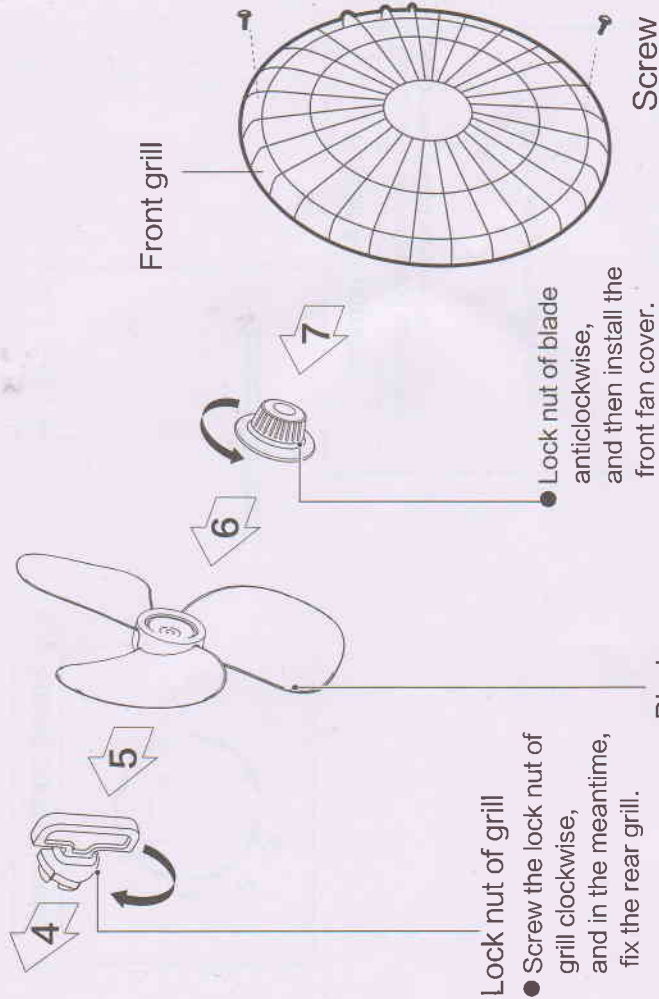 Front grill
4
5
6
7
Lock nut of grill
● Screw the lock nut of
grill clockwise,
and in the meantime,
fix the rear grill.
● Lock nut of blade
anticlockwise,
and then install the
front fan cover.
Screw